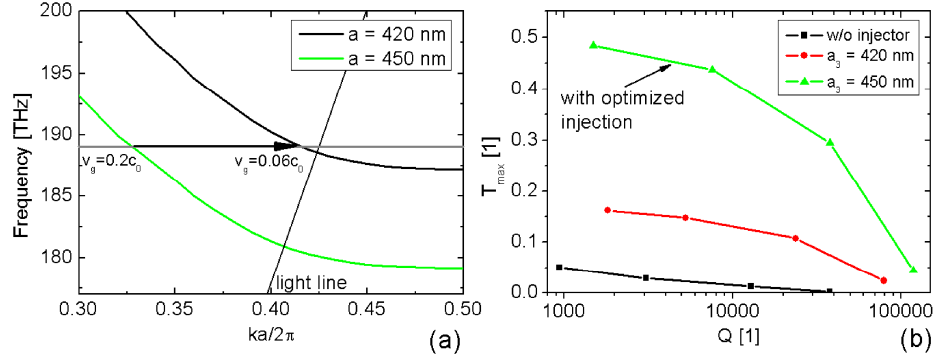 200
195
190
185
180
Frequency [THz]
0.30
0.35
0.40
0.45
0.50
ka/2π
a = 420 nm
a = 450 nm
v_g=0.2c_0
v_g=0.06c_0
light line
(a)
0.5
0.4
0.3
0.2
0.1
0.0
T_max [1]
1000
10000
100000
Q [1]
w/o injector
a_3 = 420 nm
a_3 = 450 nm
with optimized
injection
(b)